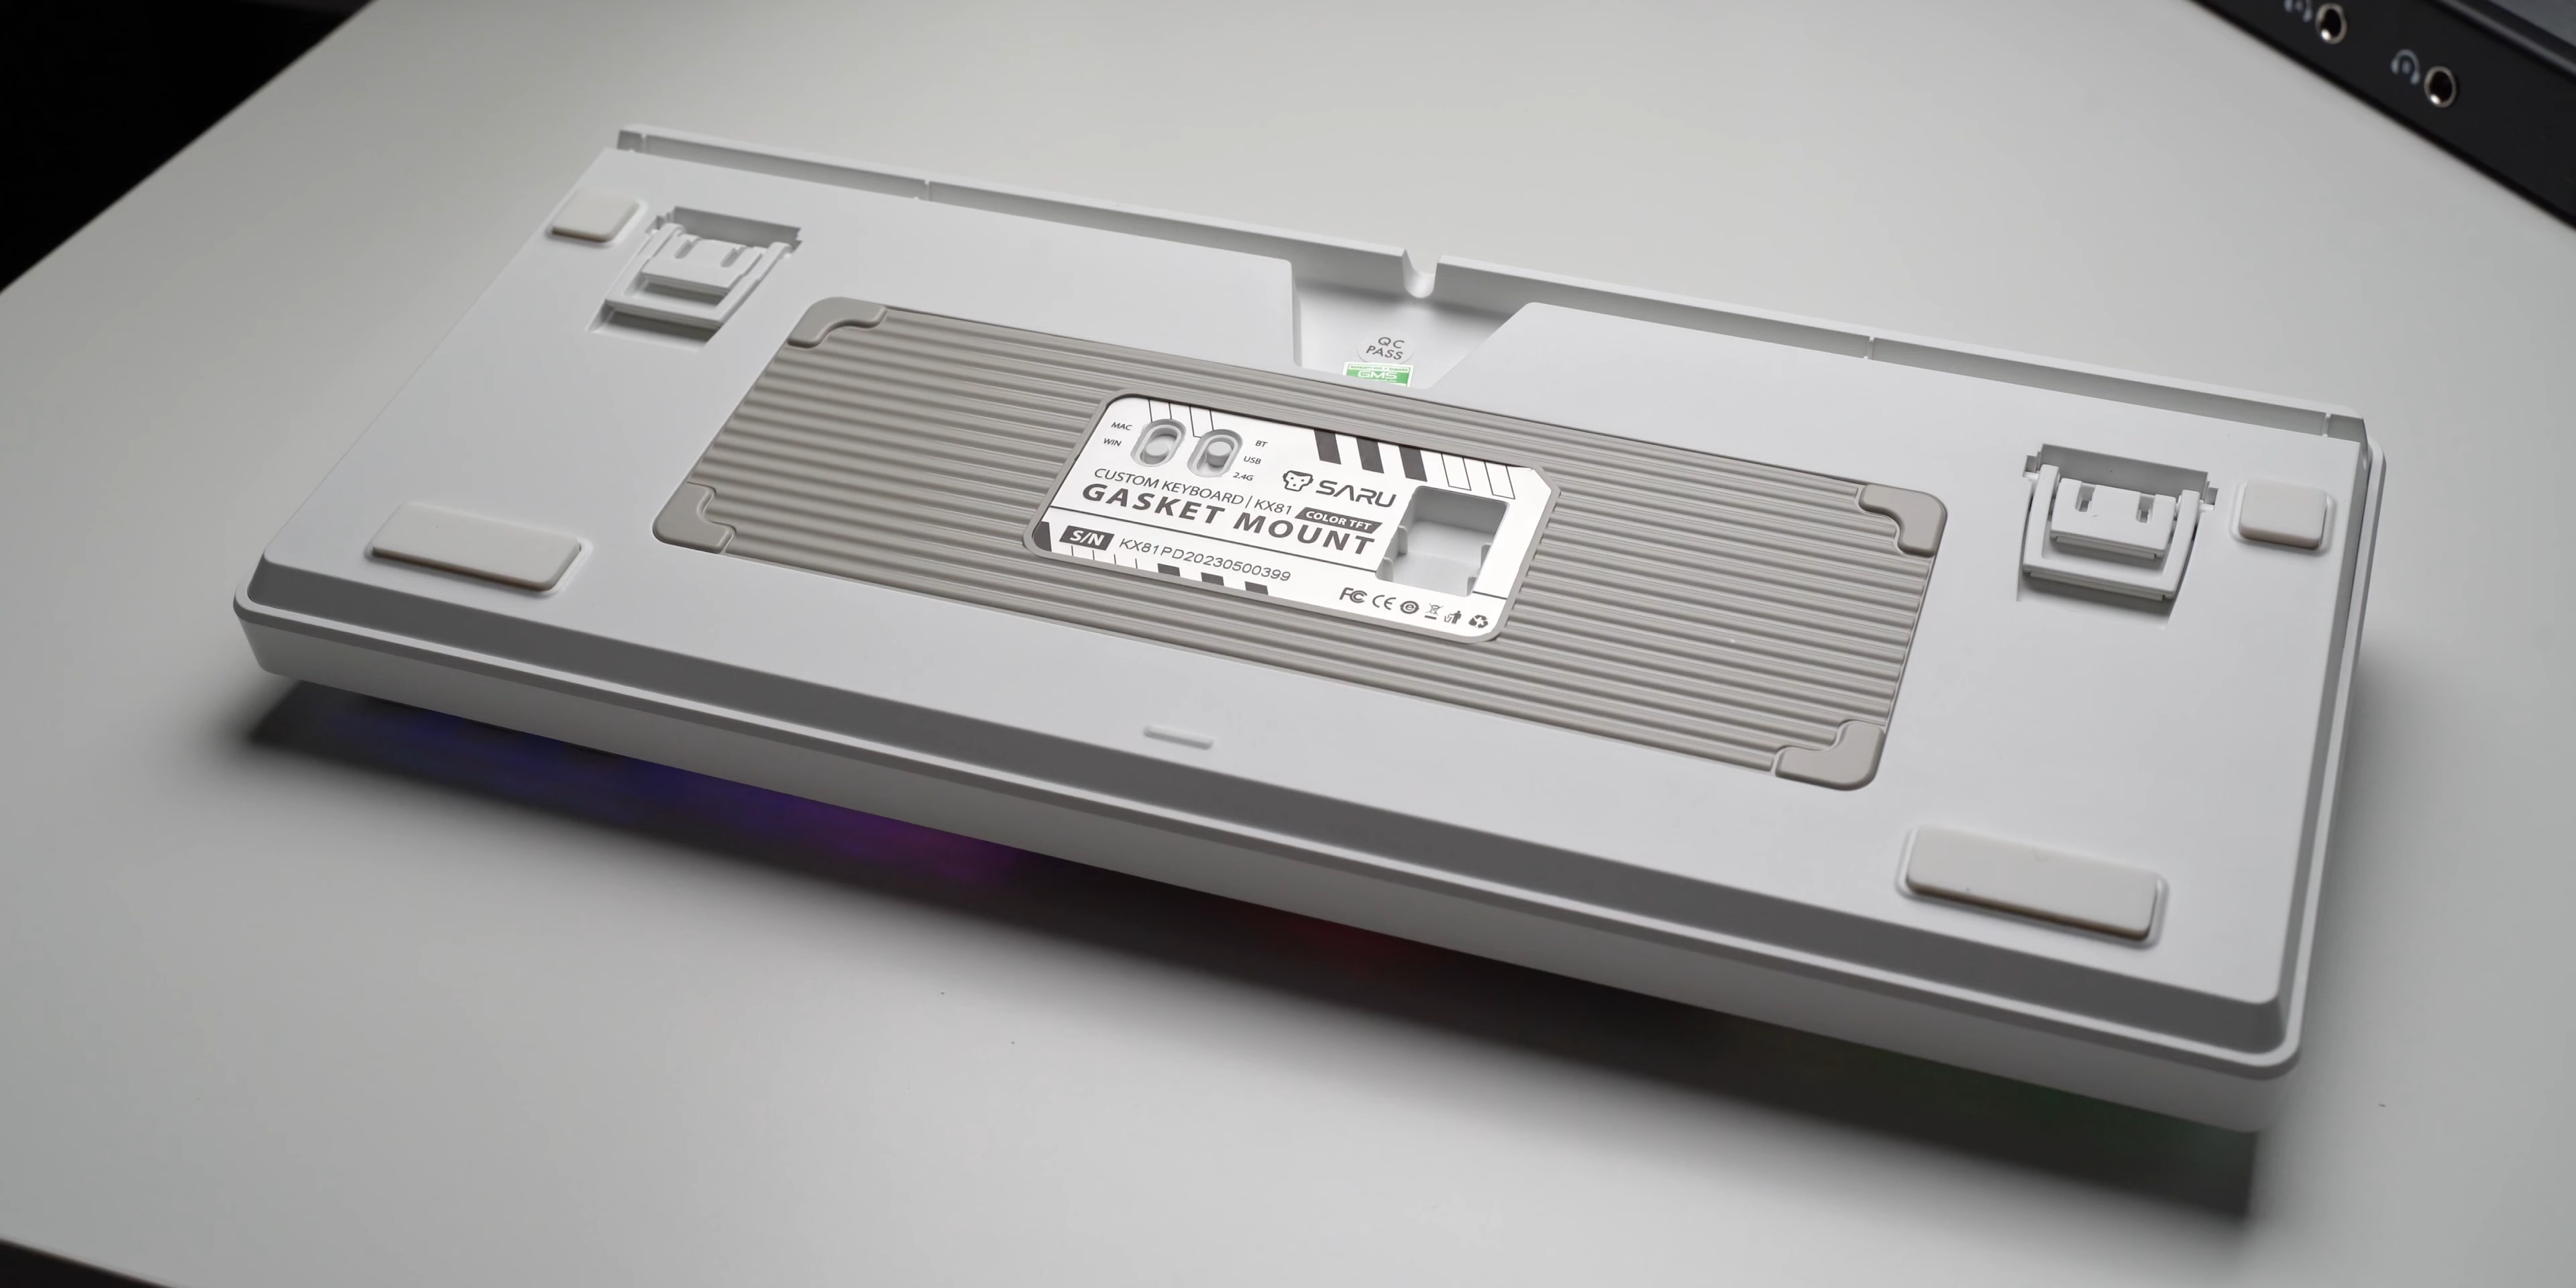 QC
PASS
GMS
MAC
WIN
BT
USB
2.4G
SARU
CUSTOM KEYBOARD | KX81 COLOR TFT
GASKET MOUNT
S/N KX81PD20230500399
FC CE